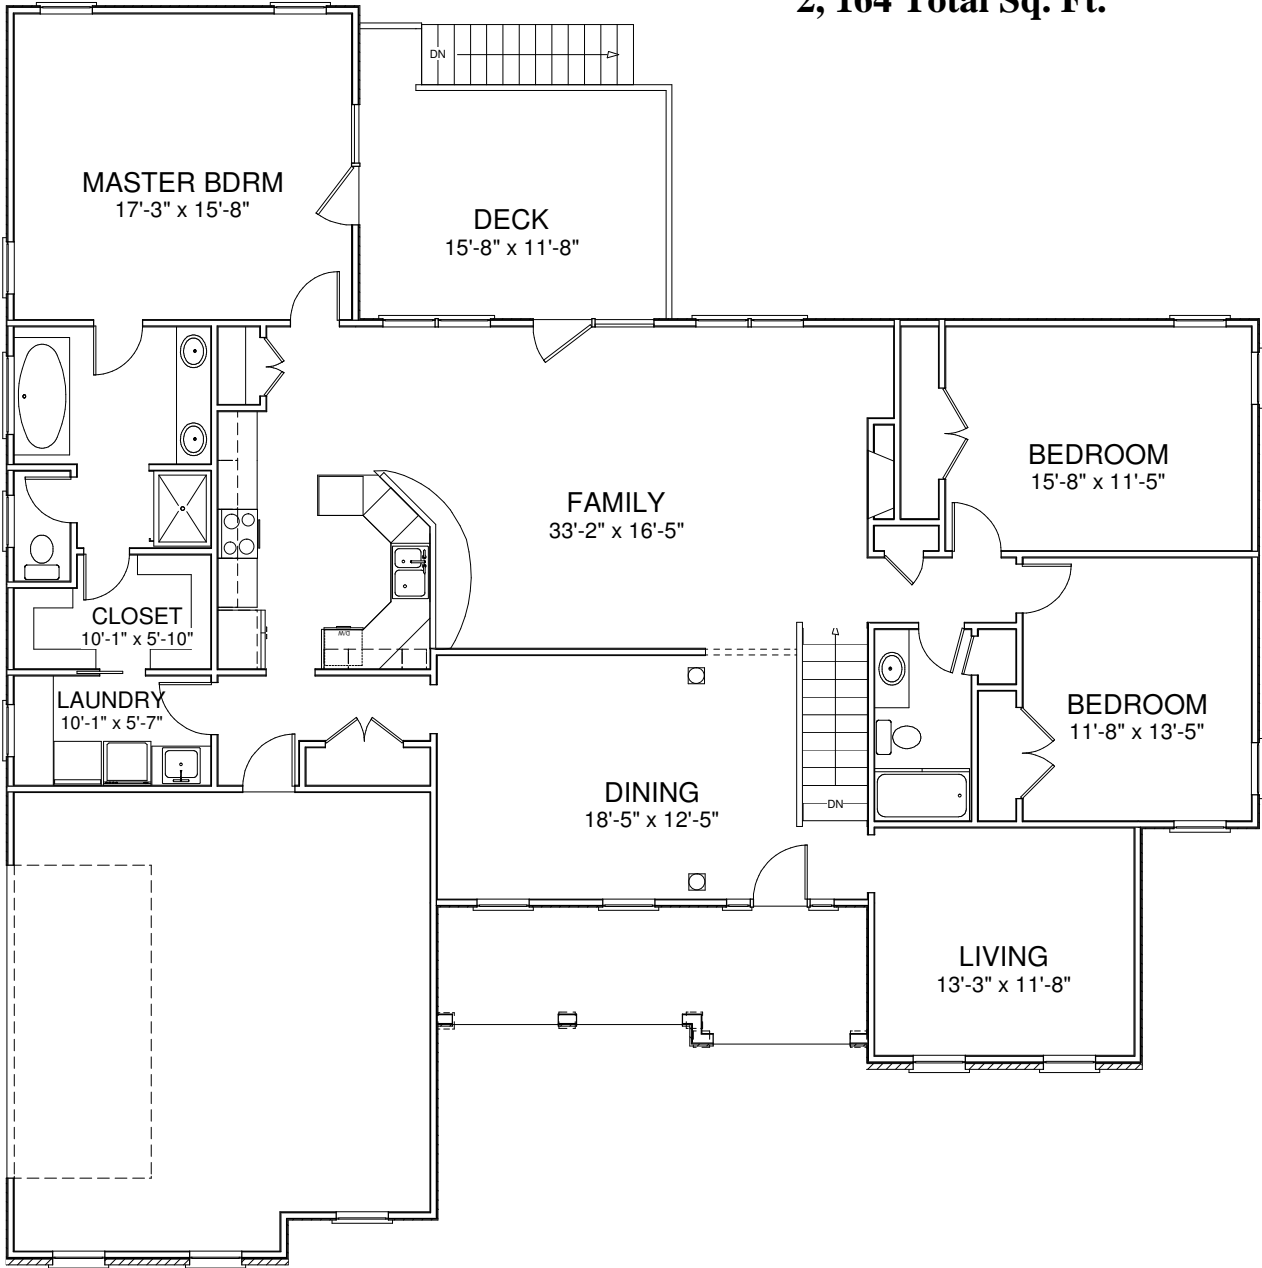 2, 164 Total Sq. Ft.
DN
MASTER BDRM
17'-3" x 15'-8"
DECK
15'-8" x 11'-8"
BEDROOM
15'-8" x 11'-5"
FAMILY
33'-2" x 16'-5"
CLOSET
10'-1" x 5'-10"
D/W
LAUNDRY
10'-1" x 5'-7"
BEDROOM
11'-8" x 13'-5"
DINING
18'-5" x 12'-5"
DN
LIVING
13'-3" x 11'-8"